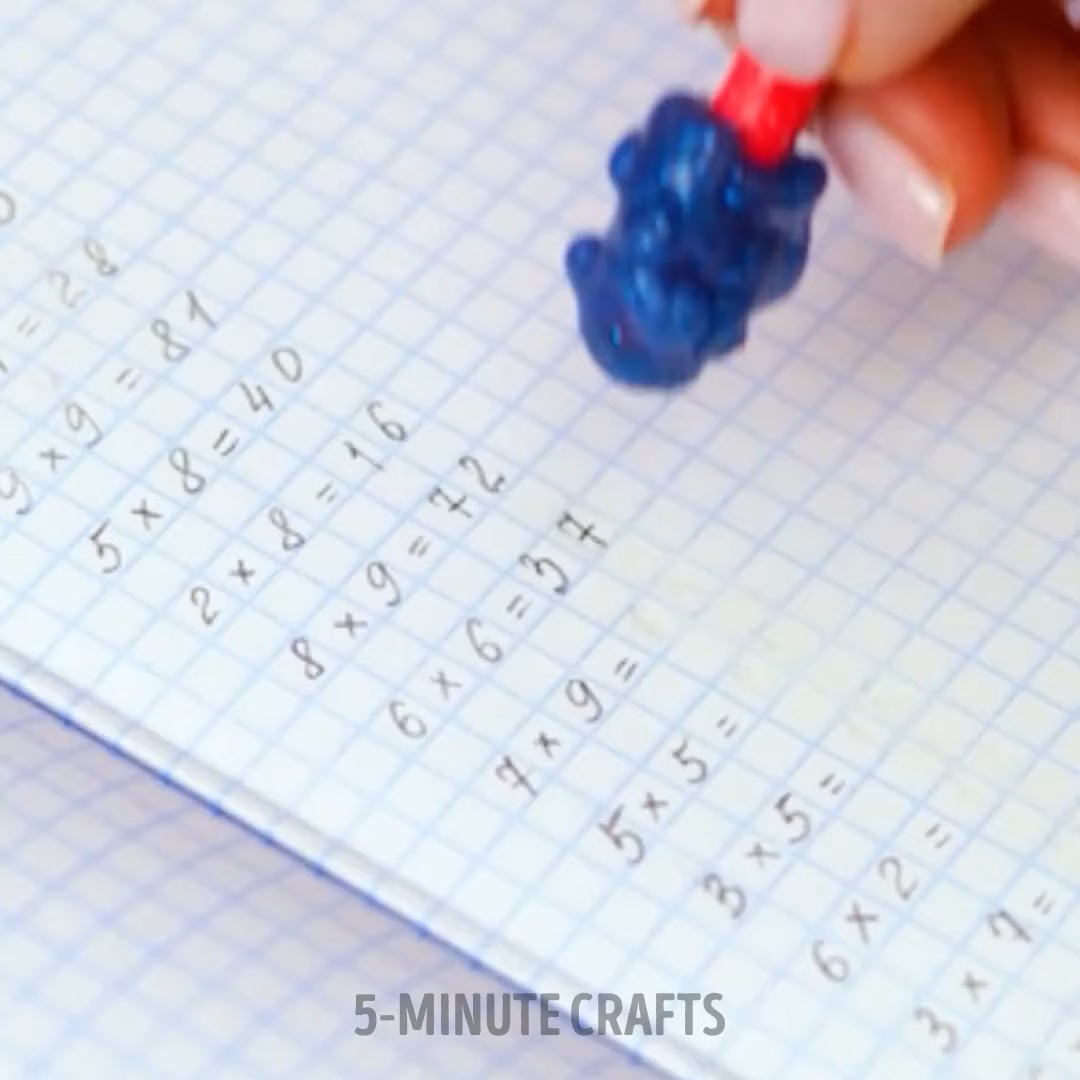 = 28
9 × 9 = 81
5 × 8 = 40
2 × 8 = 16
8 × 9 = 72
6 × 6 = 37
7 × 9 =
5 × 5 =
3 × 5 =
6 × 2 =
3 × 7 =
5-MINUTE CRAFTS